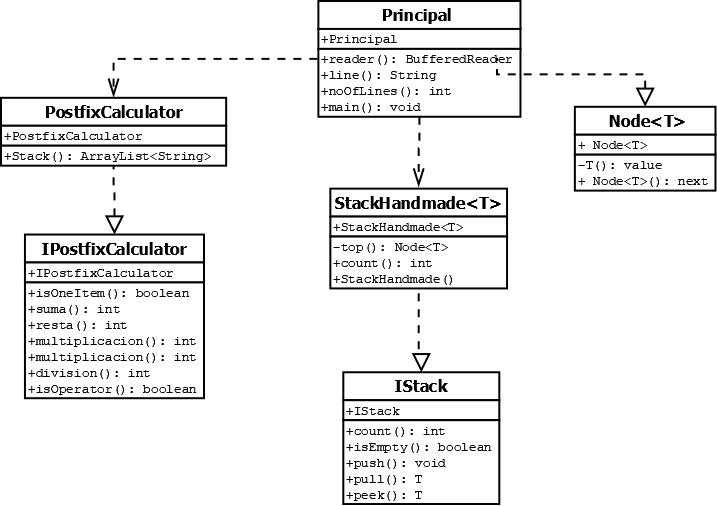 Principal
+Principal
+reader(): BufferedReader
+line(): String
+noOfLines(): int
+main(): void
PostfixCalculator
+PostfixCalculator
+Stack(): ArrayList<String>
Node<T>
+ Node<T>
-T(): value
+ Node<T>(): next
StackHandmade<T>
+StackHandmade<T>
-top(): Node<T>
+count(): int
+StackHandmade()
IPostfixCalculator
+IPostfixCalculator
+isOneItem(): boolean
+suma(): int
+resta(): int
+multiplicacion(): int
+multiplicacion(): int
+division(): int
+isOperator(): boolean
IStack
+IStack
+count(): int
+isEmpty(): boolean
+push(): void
+pull(): T
+peek(): T